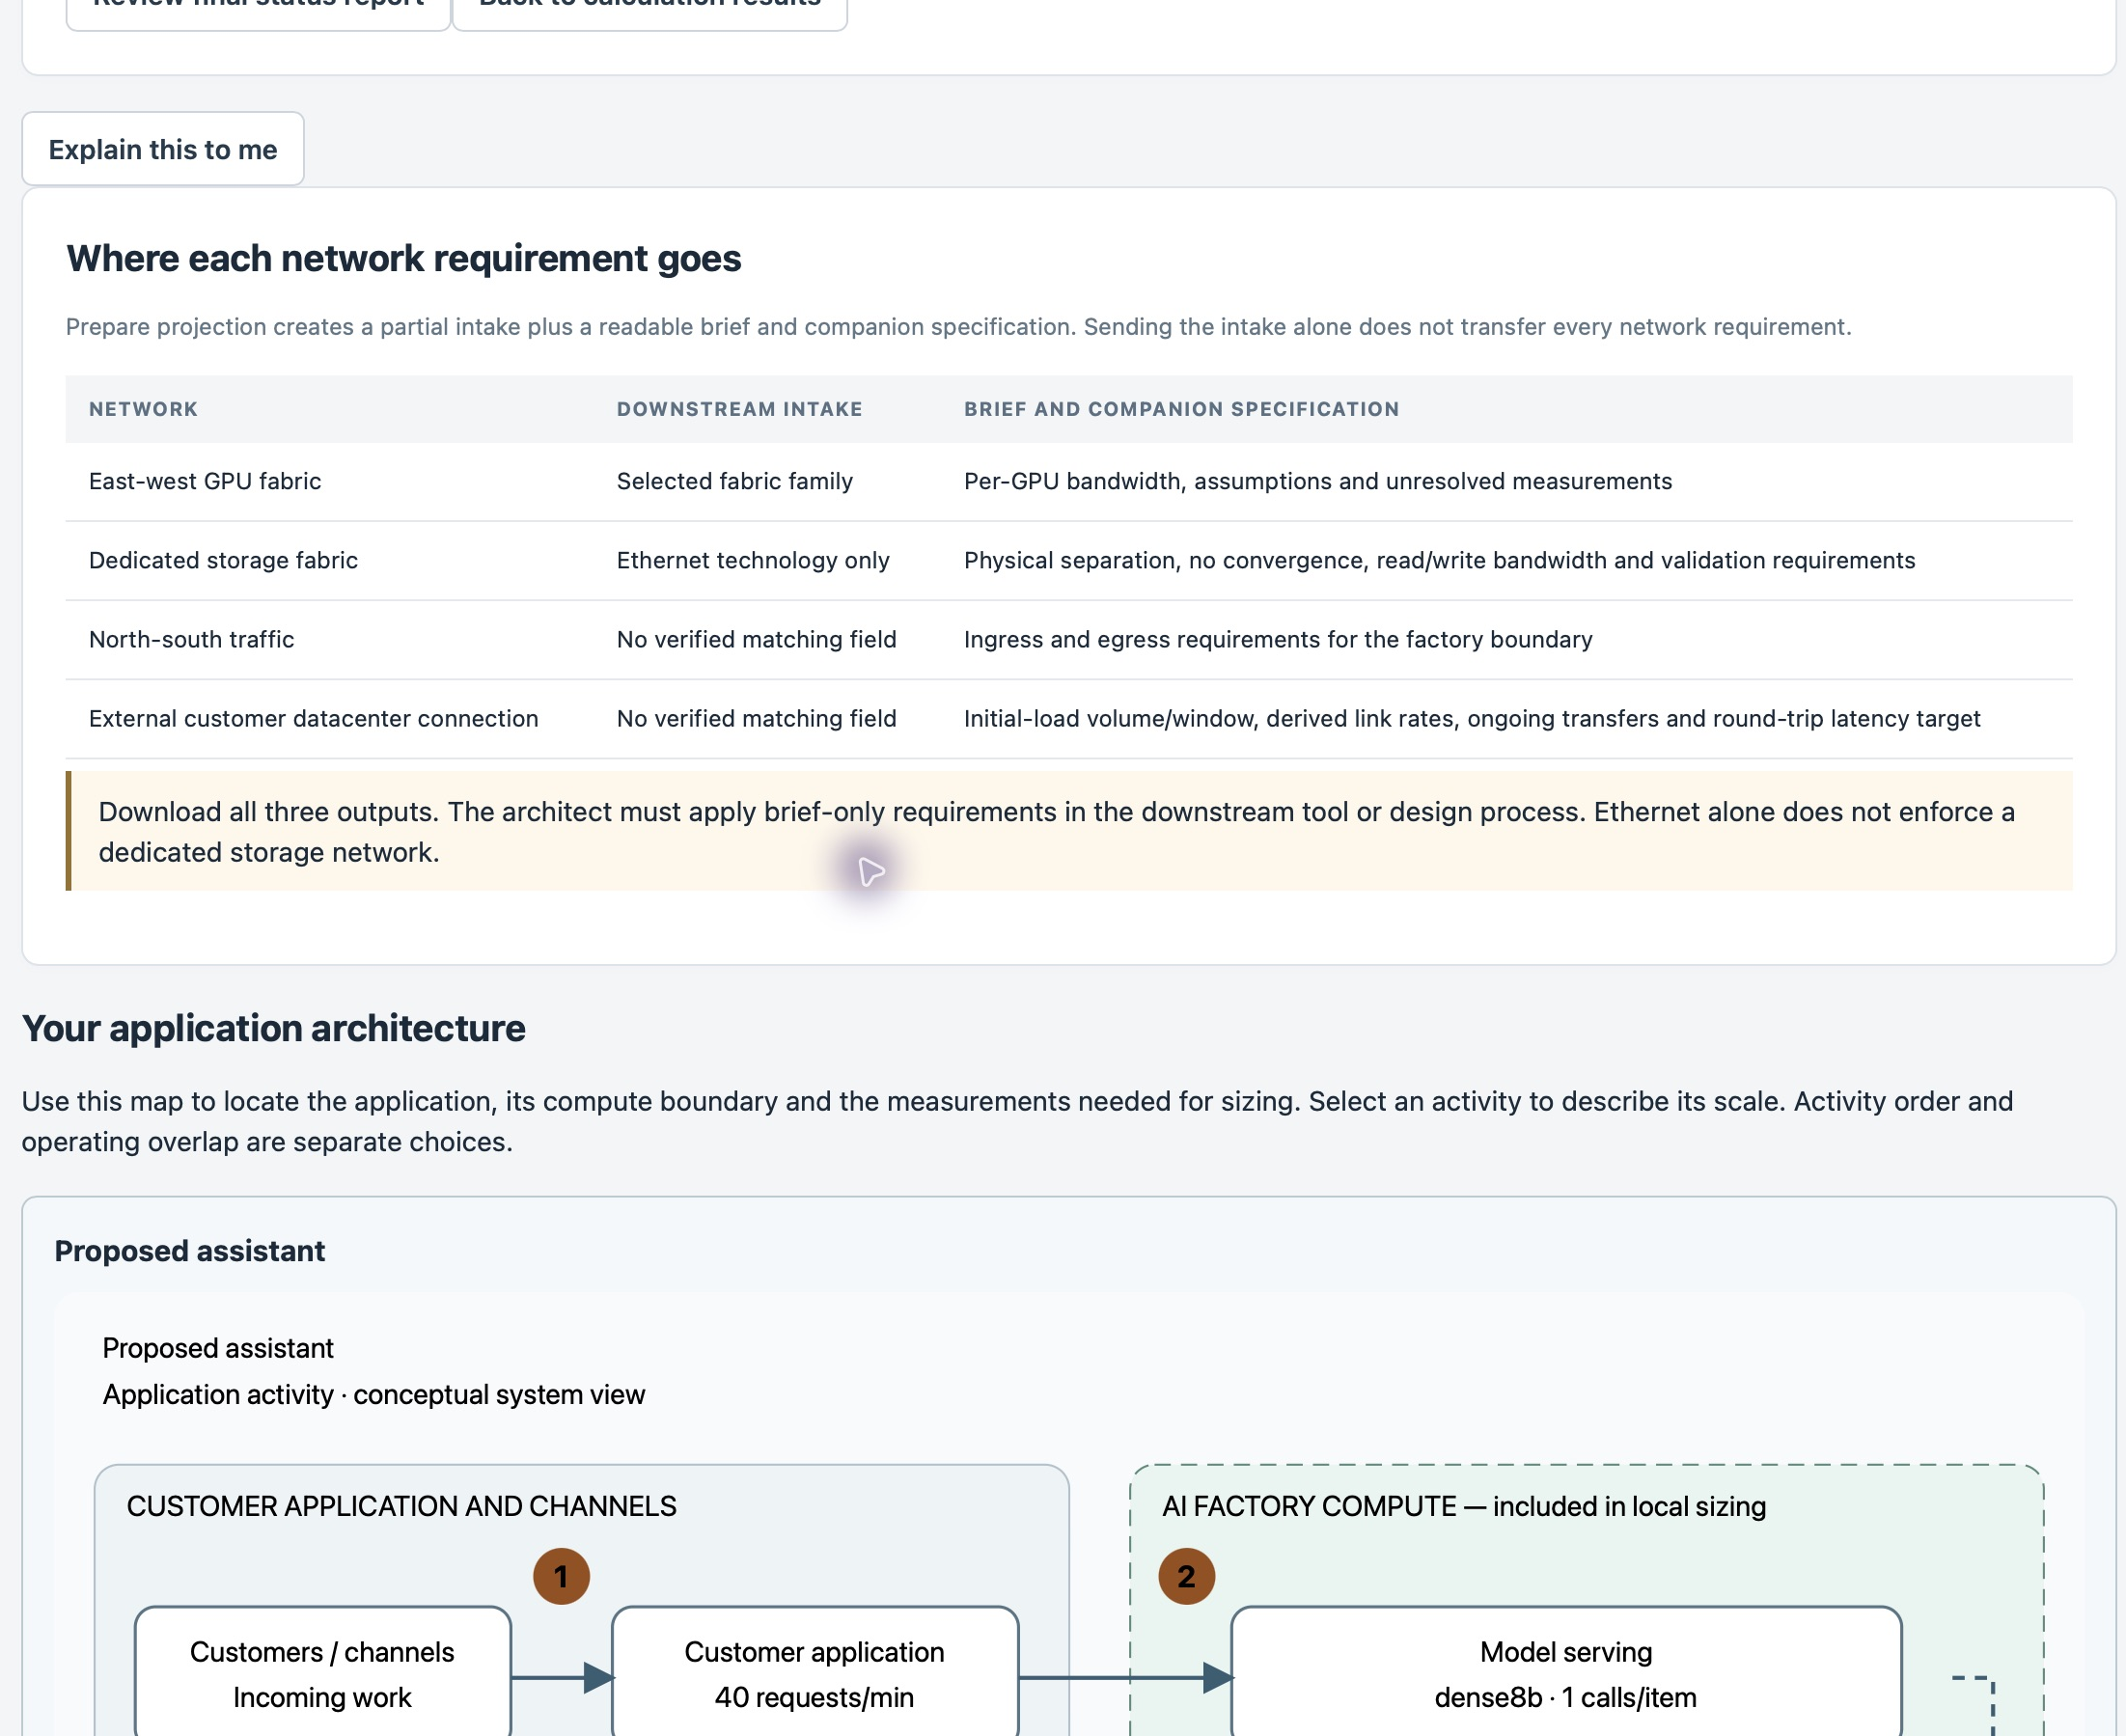 Review final status report Back to calculation results
Explain this to me
Where each network requirement goes
Prepare projection creates a partial intake plus a readable brief and companion specification. Sending the intake alone does not transfer every network requirement.
NETWORK DOWNSTREAM INTAKE BRIEF AND COMPANION SPECIFICATION
East-west GPU fabric Selected fabric family Per-GPU bandwidth, assumptions and unresolved measurements
Dedicated storage fabric Ethernet technology only Physical separation, no convergence, read/write bandwidth and validation requirements
North-south traffic No verified matching field Ingress and egress requirements for the factory boundary
External customer datacenter connection No verified matching field Initial-load volume/window, derived link rates, ongoing transfers and round-trip latency target
Download all three outputs. The architect must apply brief-only requirements in the downstream tool or design process. Ethernet alone does not enforce a
dedicated storage network.
Your application architecture
Use this map to locate the application, its compute boundary and the measurements needed for sizing. Select an activity to describe its scale. Activity order and
operating overlap are separate choices.
Proposed assistant
Proposed assistant
Application activity · conceptual system view
CUSTOMER APPLICATION AND CHANNELS
1
Customers / channels
Incoming work
Customer application
40 requests/min
AI FACTORY COMPUTE — included in local sizing
2
Model serving
dense8b · 1 calls/item